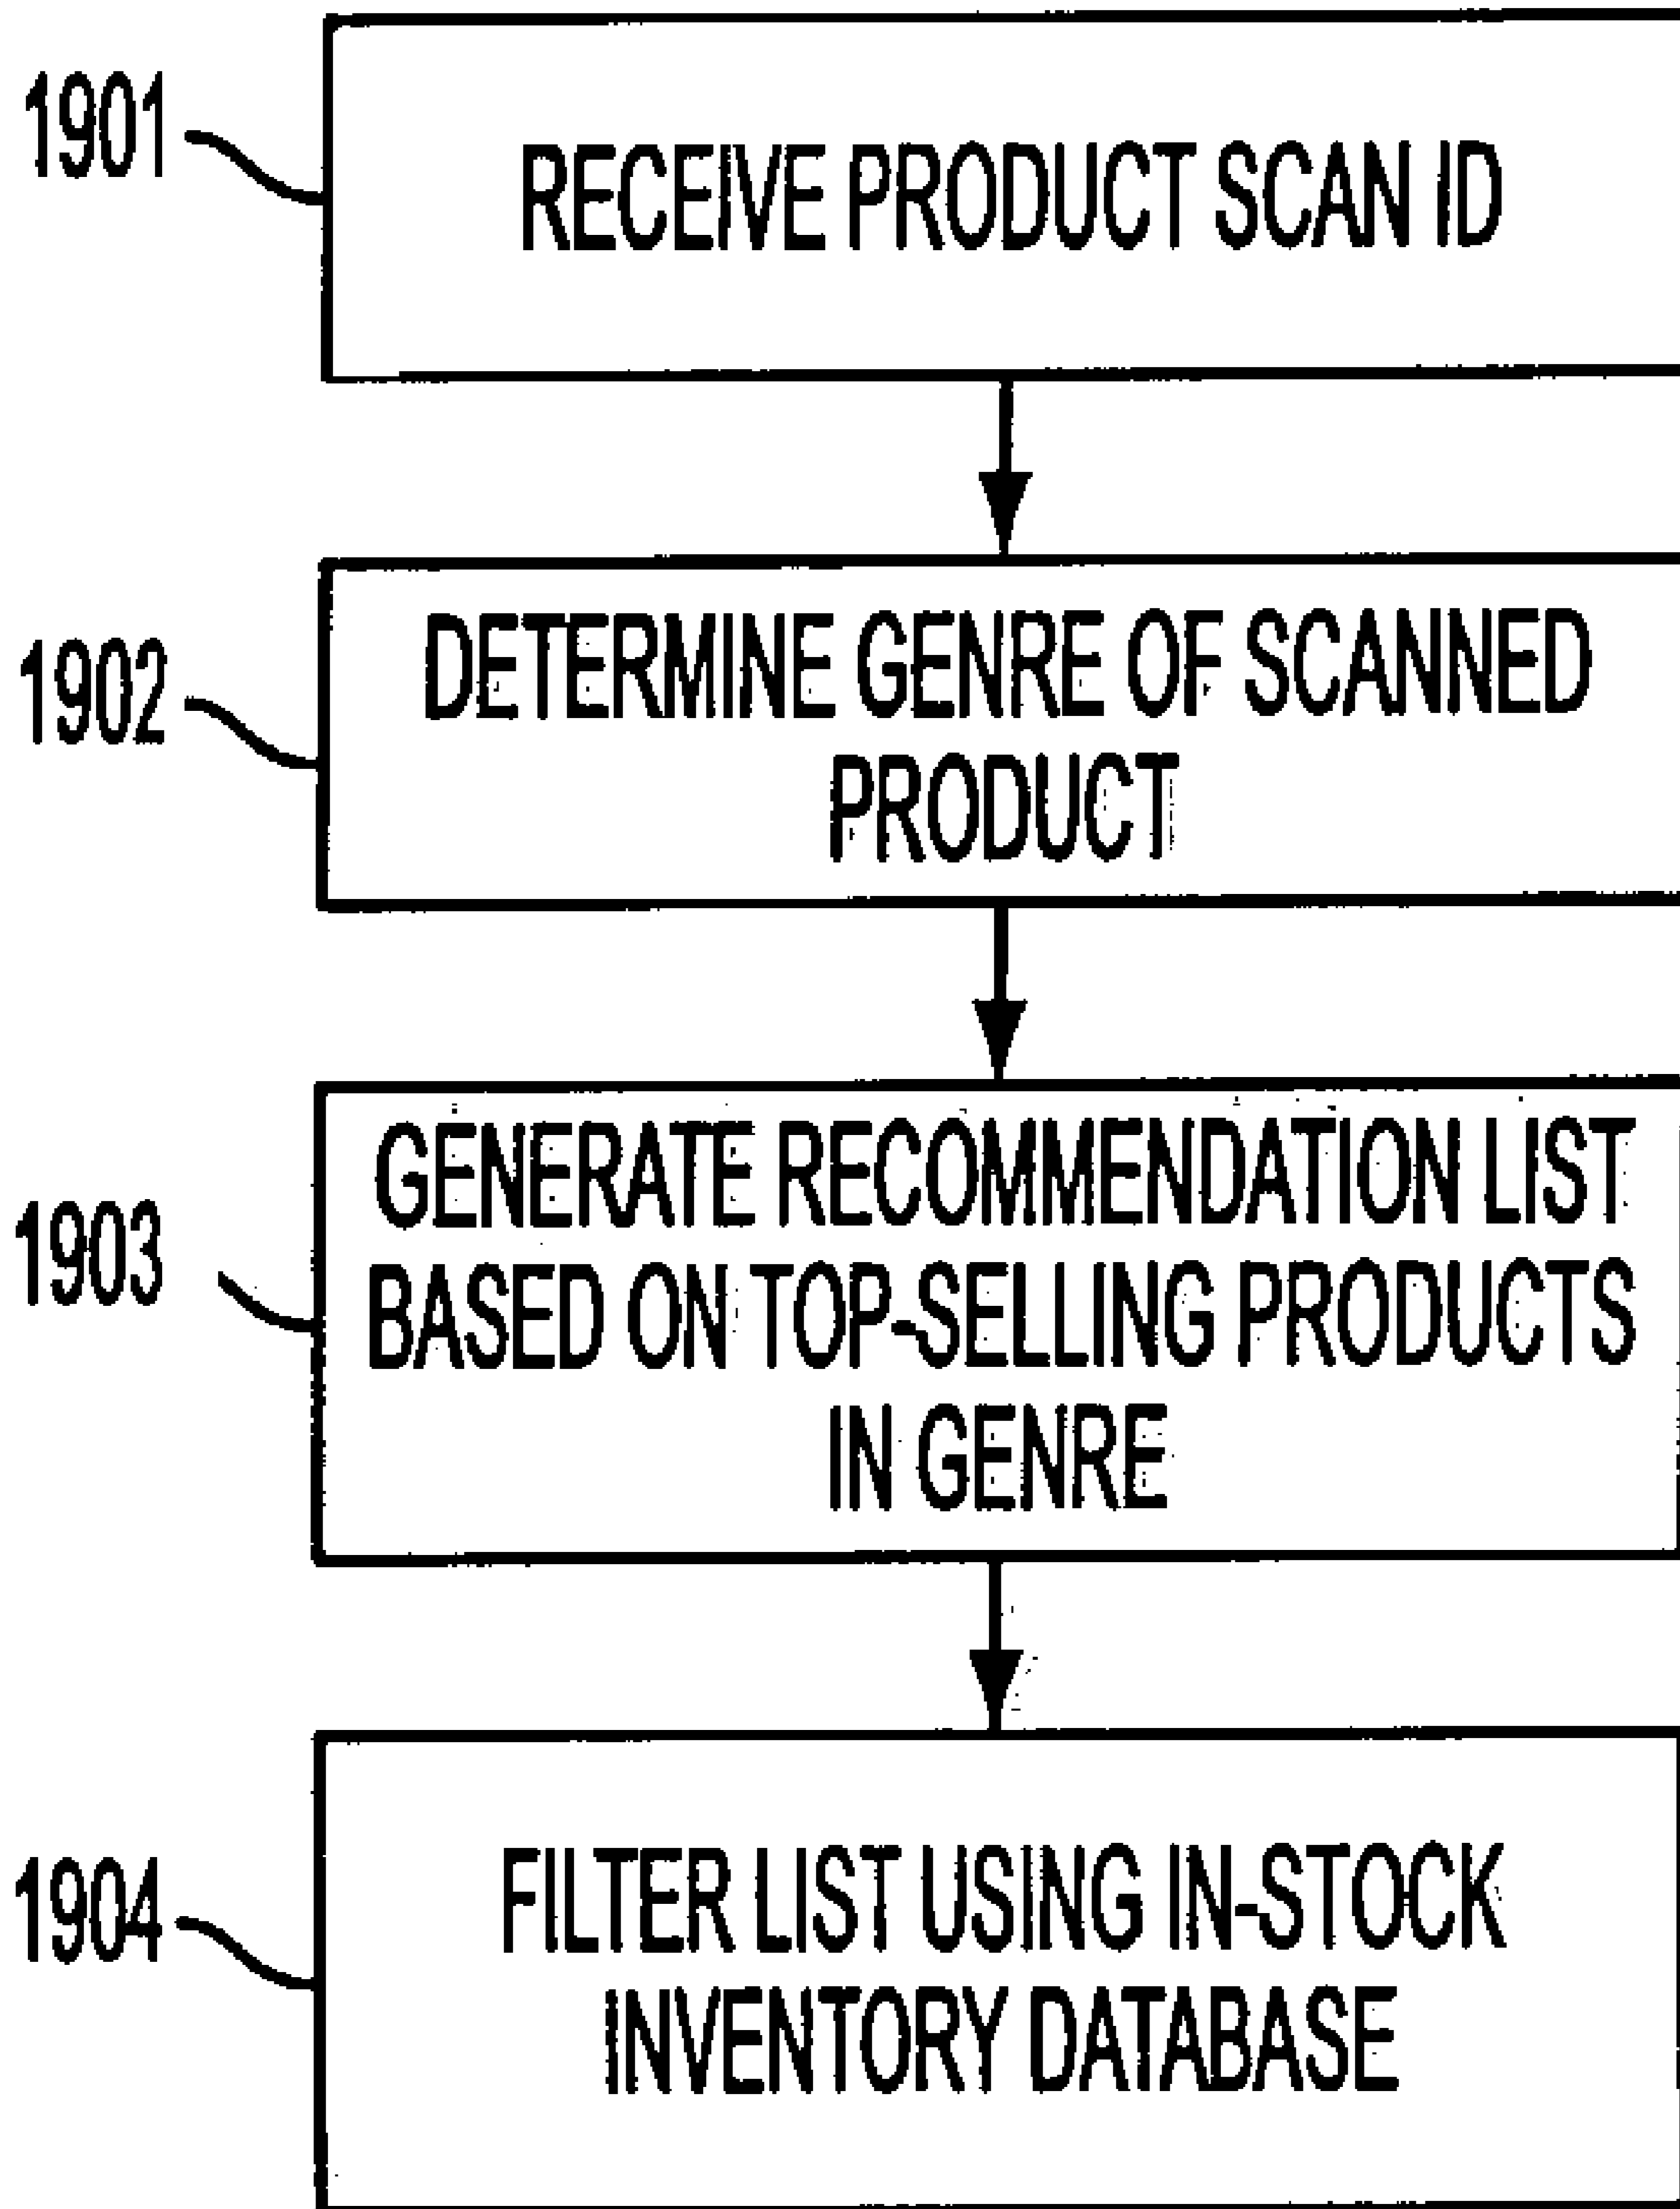 1901
RECEIVE PRODUCT SCAN ID
1902
DETERMINE GENRE OF SCANNED
PRODUCT
1903
GENERATE RECOMMENDATION LIST
BASED ON TOP-SELLING PRODUCTS
IN GENRE
1904
FILTER LIST USING IN-STOCK
INVENTORY DATABASE